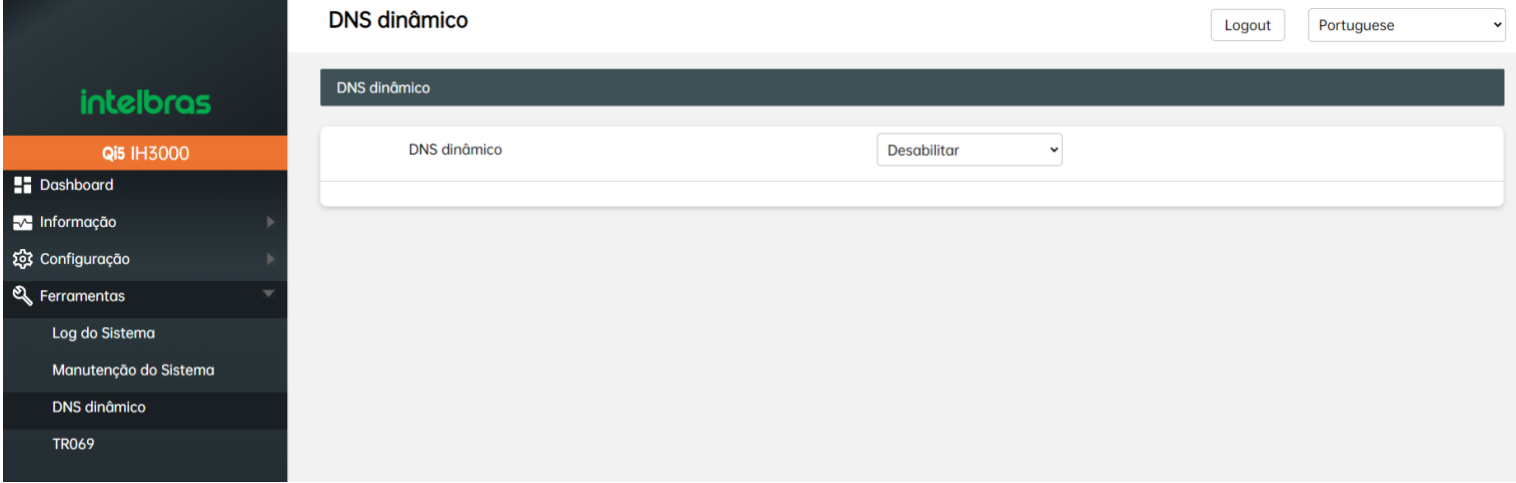 DNS dinâmico
Logout
Portuguese
intelbras
Qi5 IH3000
Dashboard
Informação
Configuração
Ferramentas
Log do Sistema
Manutenção do Sistema
DNS dinâmico
TR069
DNS dinâmico
DNS dinâmico
Desabilitar